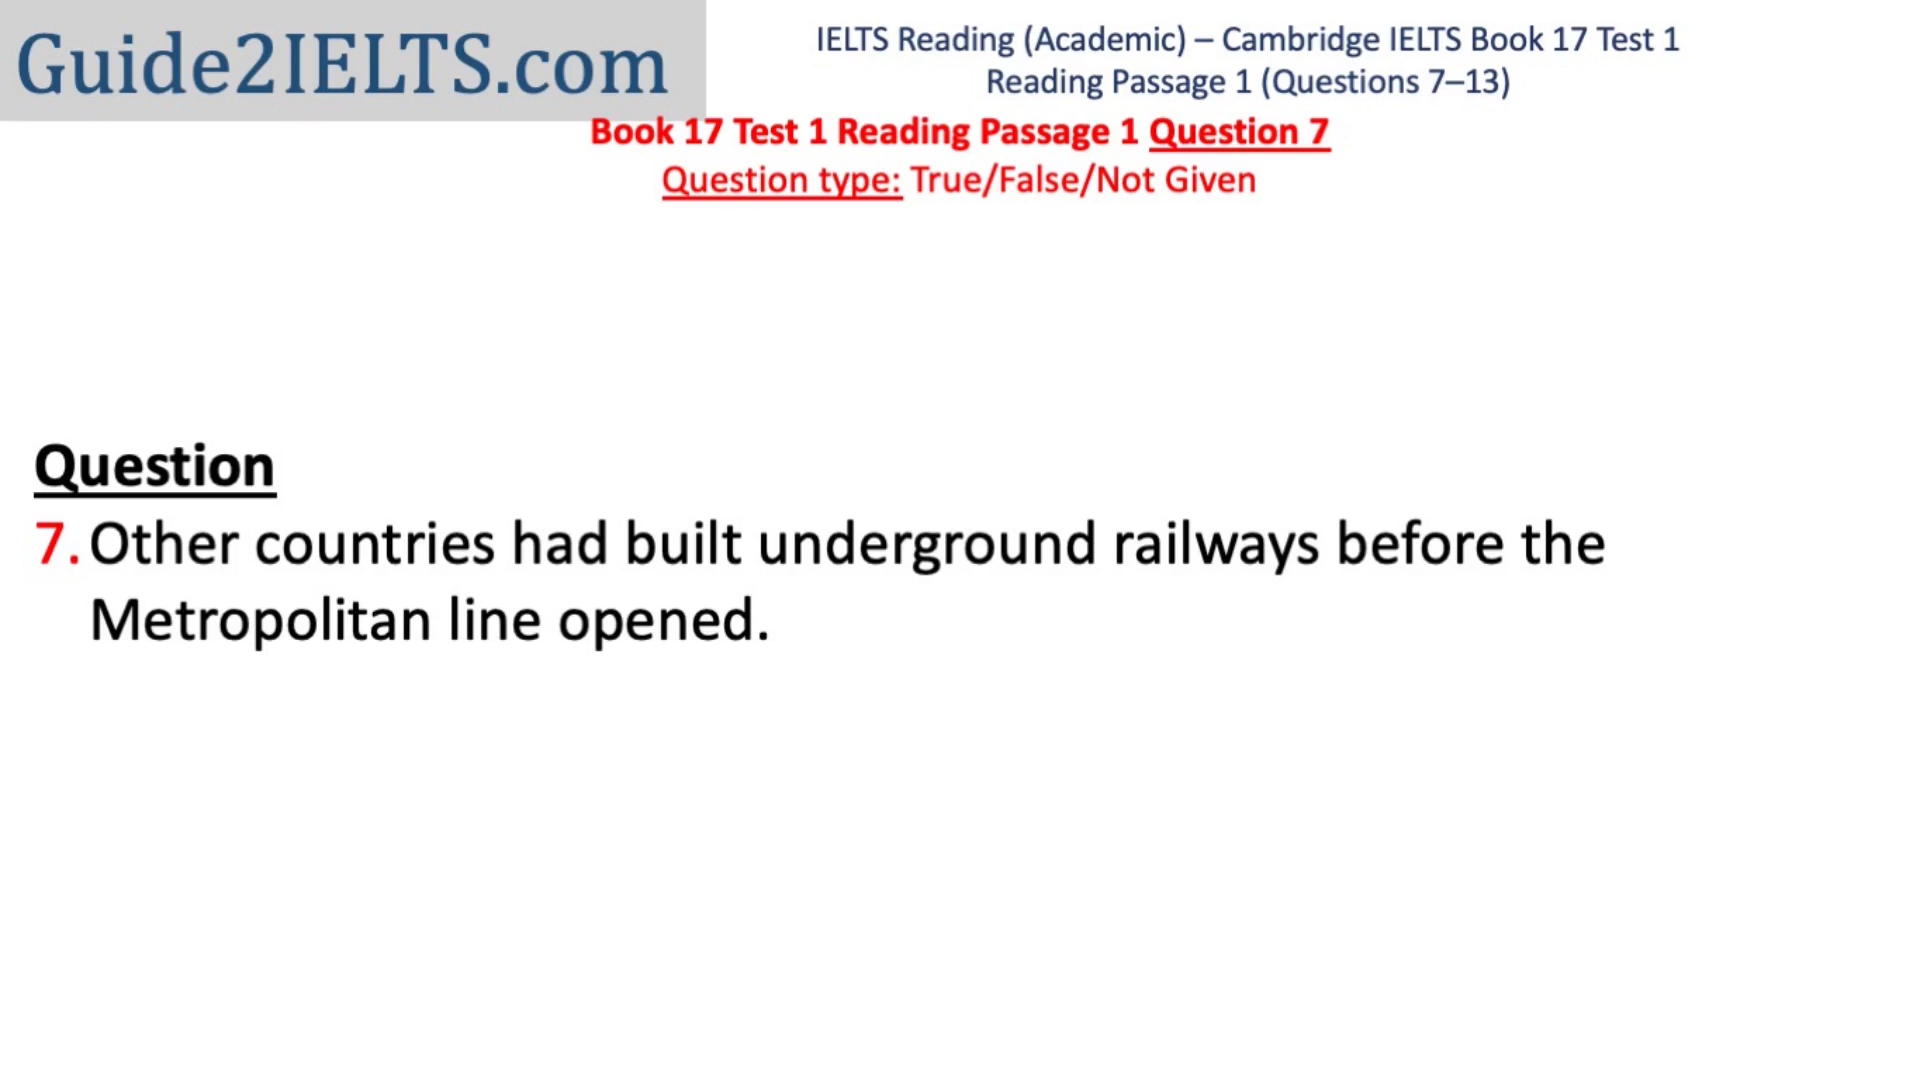 Guide2IELTS.com
IELTS Reading (Academic) – Cambridge IELTS Book 17 Test 1
Reading Passage 1 (Questions 7–13)
Book 17 Test 1 Reading Passage 1 Question 7
Question type: True/False/Not Given
Question
7. Other countries had built underground railways before the
Metropolitan line opened.